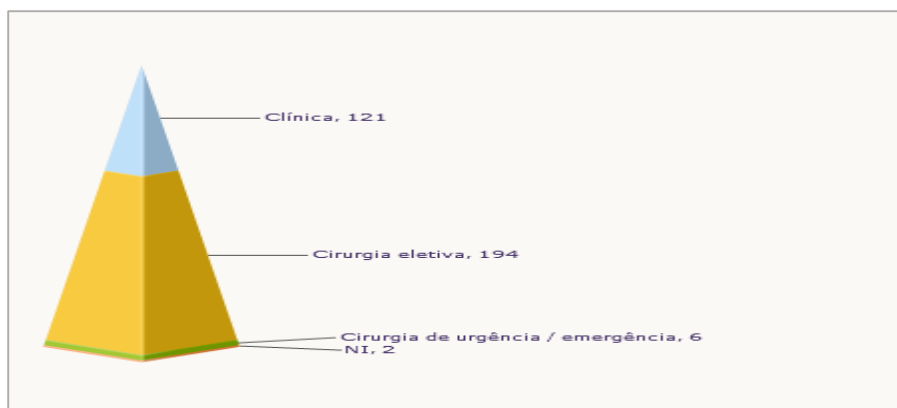 Clínica, 121
Cirurgia eletiva, 194
Cirurgia de urgência / emergência, 6
NI, 2